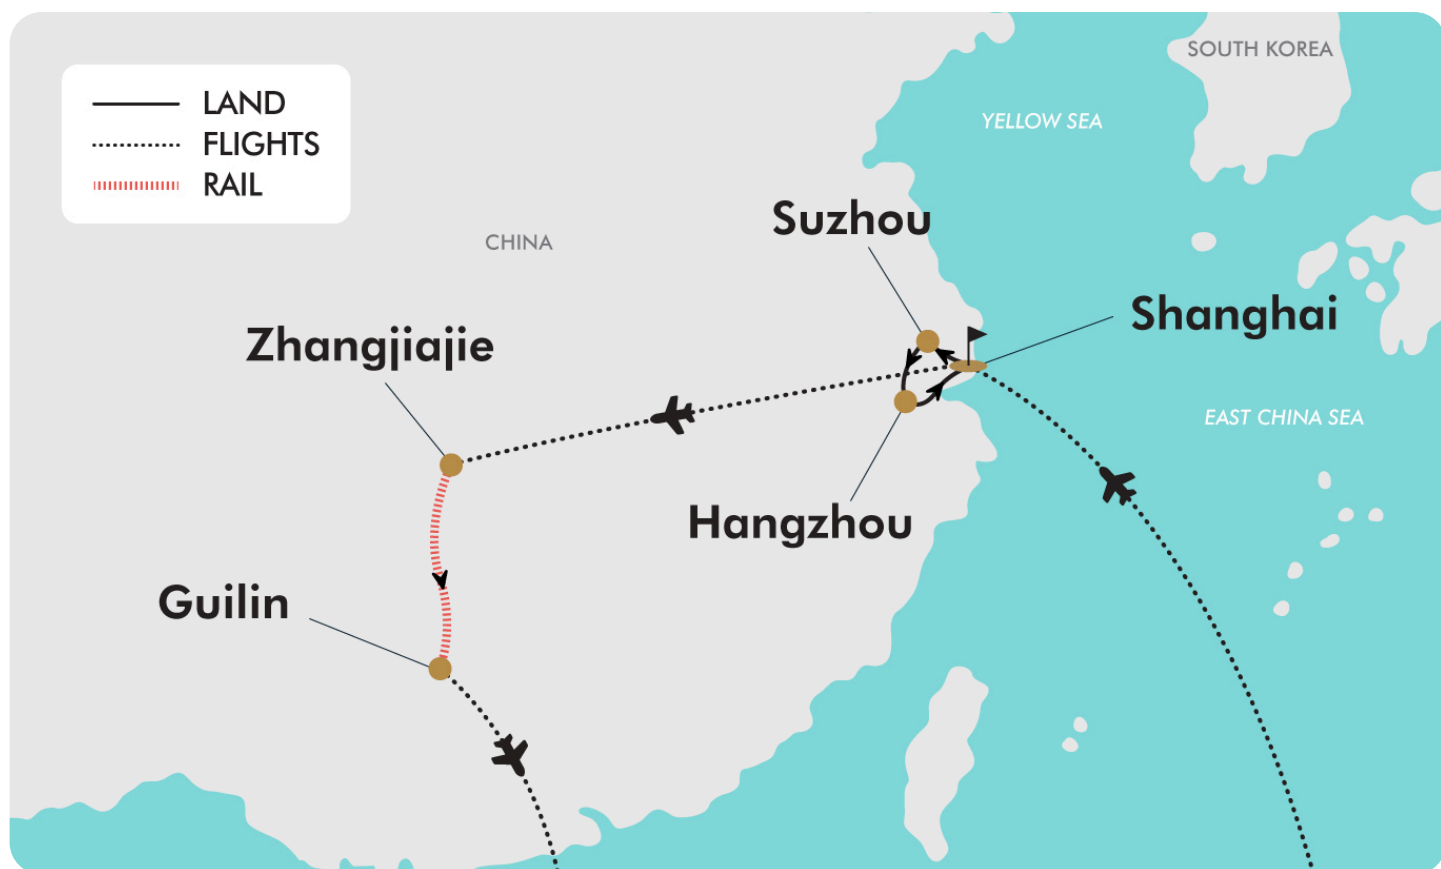 LAND
FLIGHTS
RAIL
SOUTH KOREA
YELLOW SEA
CHINA
Suzhou
Shanghai
Zhangjiajie
EAST CHINA SEA
Hangzhou
Guilin